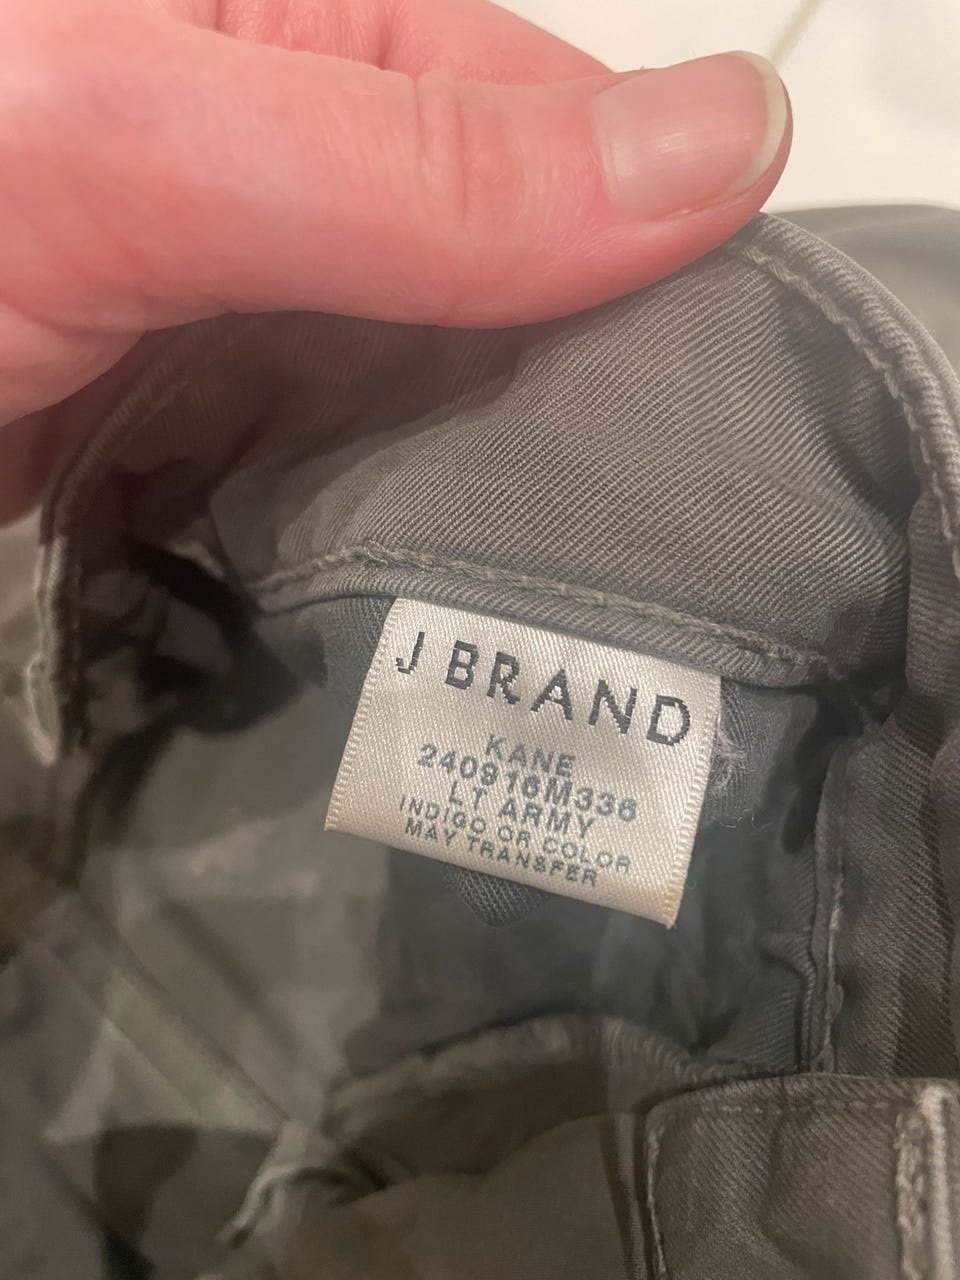 J BRAND
KANE
240916M336
LT ARMY
INDIGO OR COLOR
MAY TRANSFER